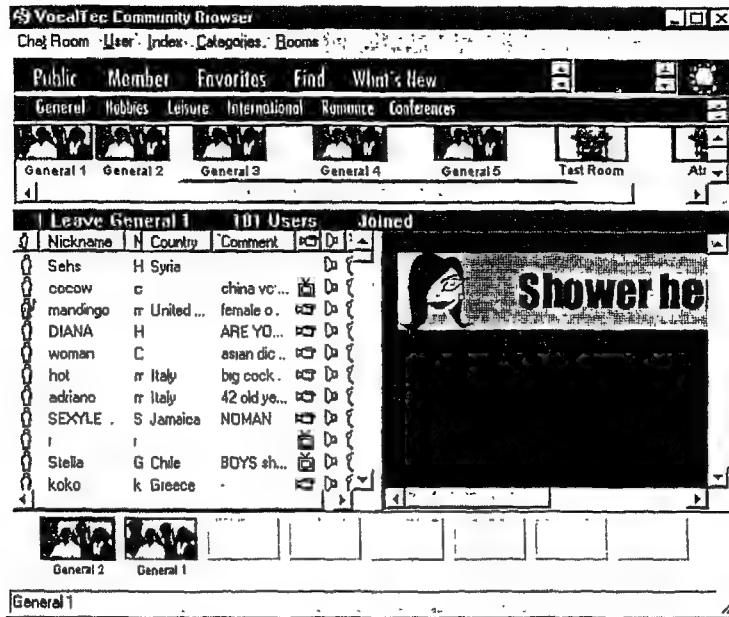 VocalTec Community Browser
Chat Room User Index Categories Rooms
Public Member Favorites Find What's New
General Hobbies Leisure International Romance Conferences
General 1 General 2 General 3 General 4 General 5 Test Room
Leave General 1 101 Users Joined
Nickname N Country Comment
Sehs H Syria
cocow c china vc...
mandingo m United ... female o.
DIANA H ARE YO...
woman C asian dic ..
hot m Italy big cock .
adriano m Italy 42 old ye...
SEXYLE . S Jamaica NOMAN
r r
Stella G Chile BOYS sh...
koko k Greece -
Shower he
General 2 General 1
General 1